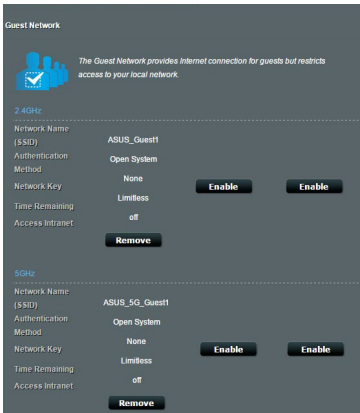 Guest Network
The Guest Network provides Internet connection for guests but restricts
access to your local network.
2.4GHz
Network Name
(SSID)
ASUS_Guest1
Authentication
Method
Open System
Network Key
None
Enable
Enable
Time Remaining
Limitless
Access Intranet
off
Remove
5GHz
Network Name
(SSID)
ASUS_5G_Guest1
Authentication
Method
Open System
Network Key
None
Enable
Enable
Time Remaining
Limitless
Access Intranet
off
Remove